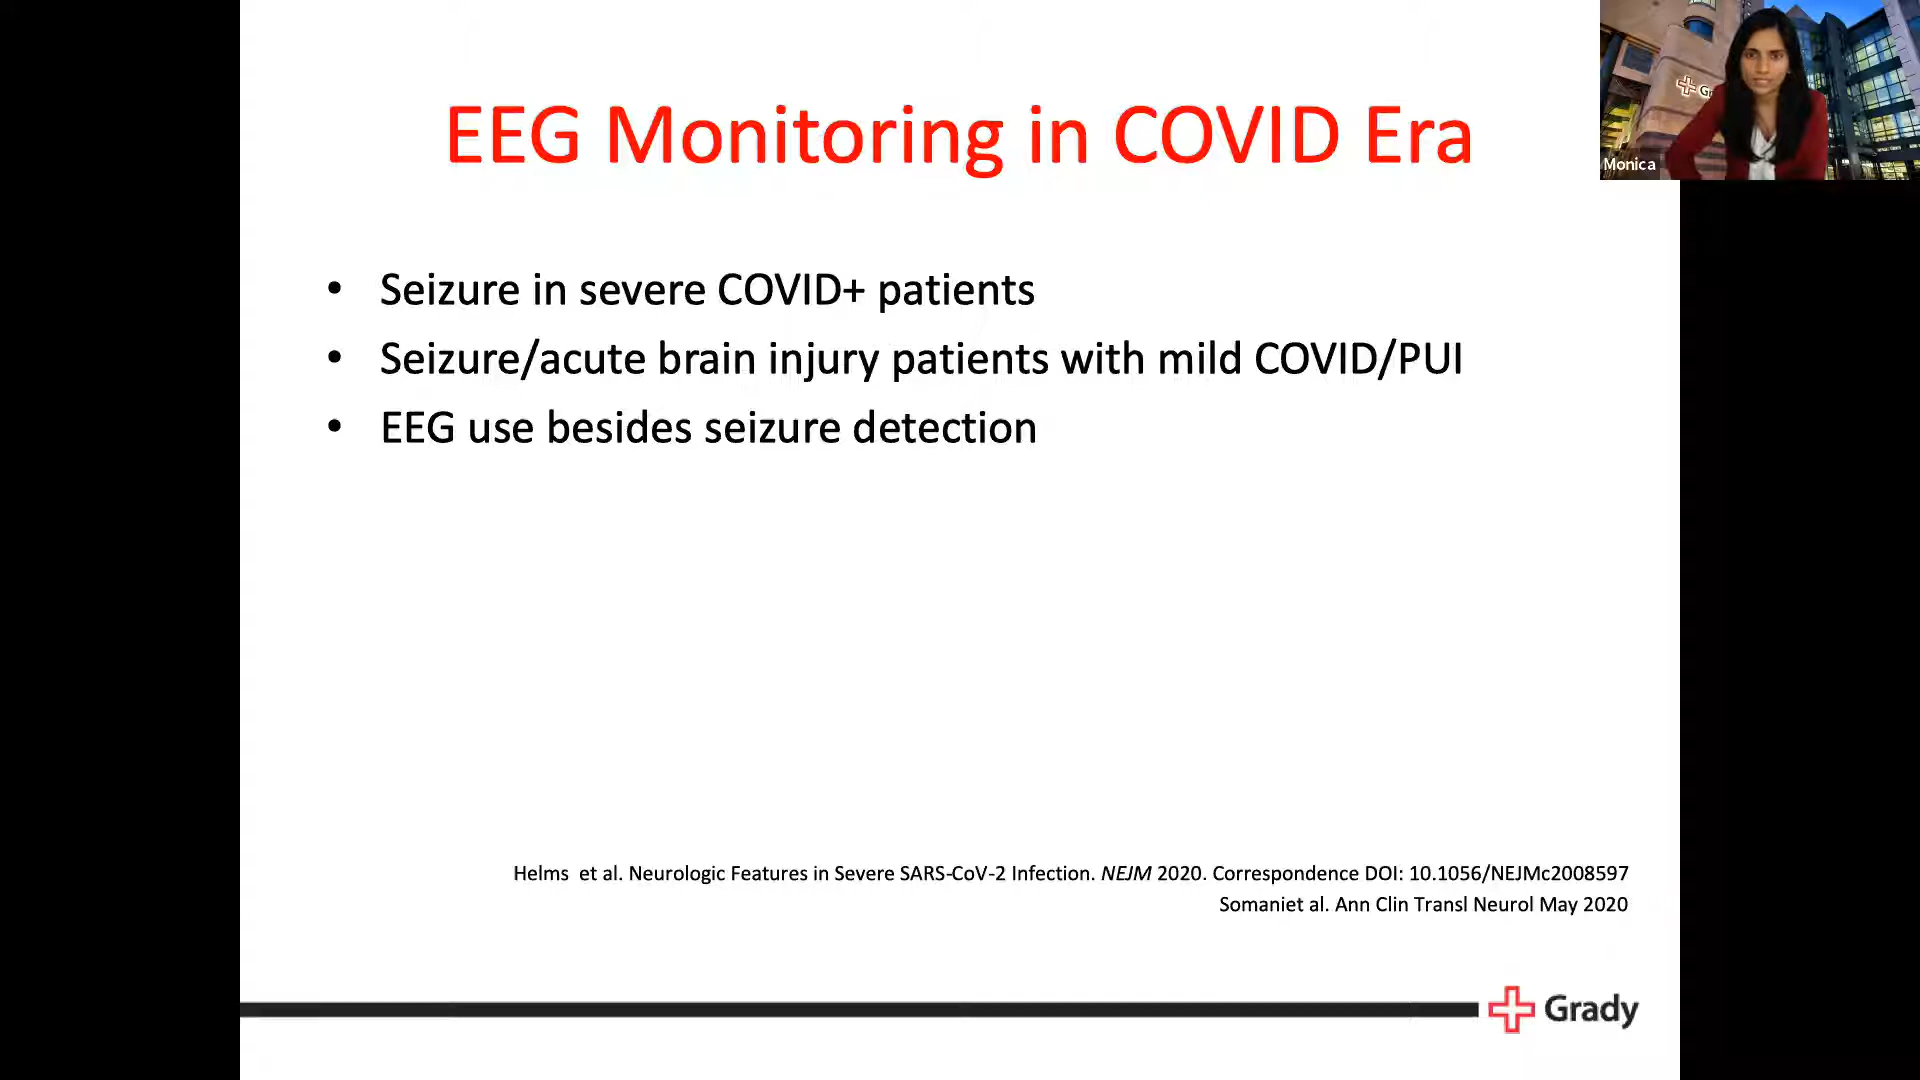 EEG Monitoring in COVID Era
Monica
• Seizure in severe COVID+ patients
• Seizure/acute brain injury patients with mild COVID/PUI
• EEG use besides seizure detection
Helms et al. Neurologic Features in Severe SARS-CoV-2 Infection. NEJM 2020. Correspondence DOI: 10.1056/NEJMc2008597
Somaniet al. Ann Clin Transl Neurol May 2020
Grady